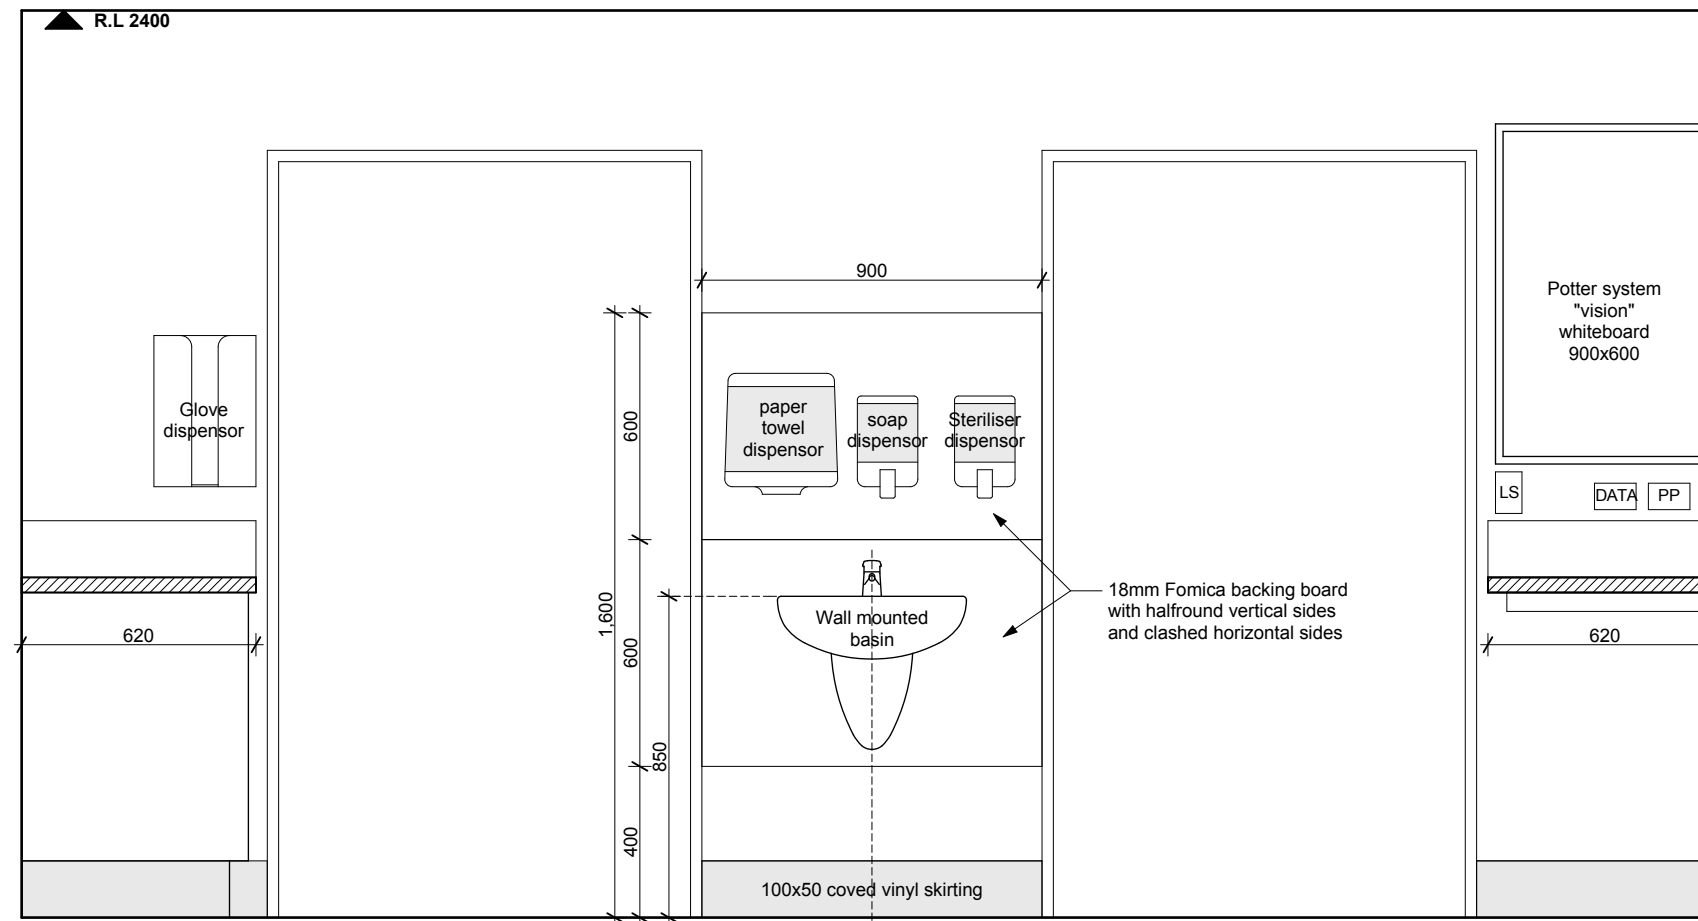 R.L 2400
900
Potter system
"vision"
whiteboard
900x600
Glove
dispensor
paper
towel
dispensor
soap
dispensor
Steriliser
dispensor
600
LS
DATA
PP
18mm Fomica backing board
with halfround vertical sides
and clashed horizontal sides
Wall mounted
basin
1,600
600
620
620
850
400
100x50 coved vinyl skirting